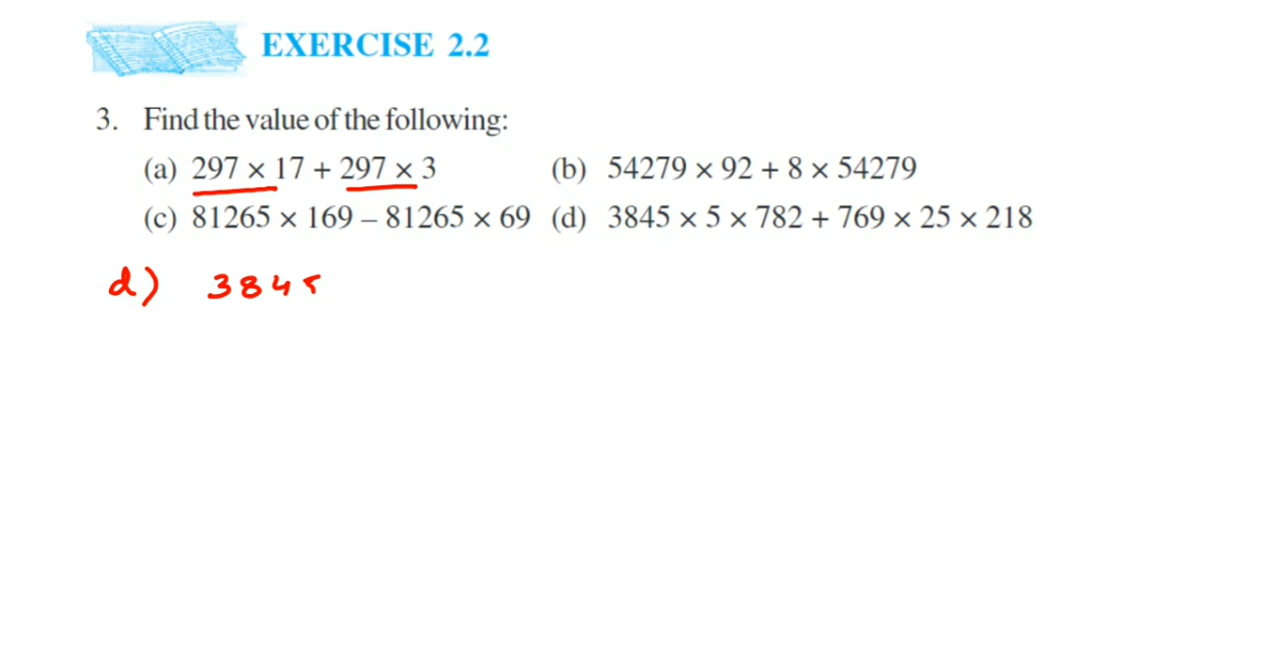 EXERCISE 2.2
3. Find the value of the following:
(a) 297 × 17 + 297 × 3 (b) 54279 × 92 + 8 × 54279
(c) 81265 × 169 – 81265 × 69 (d) 3845 × 5 × 782 + 769 × 25 × 218
d) 3845